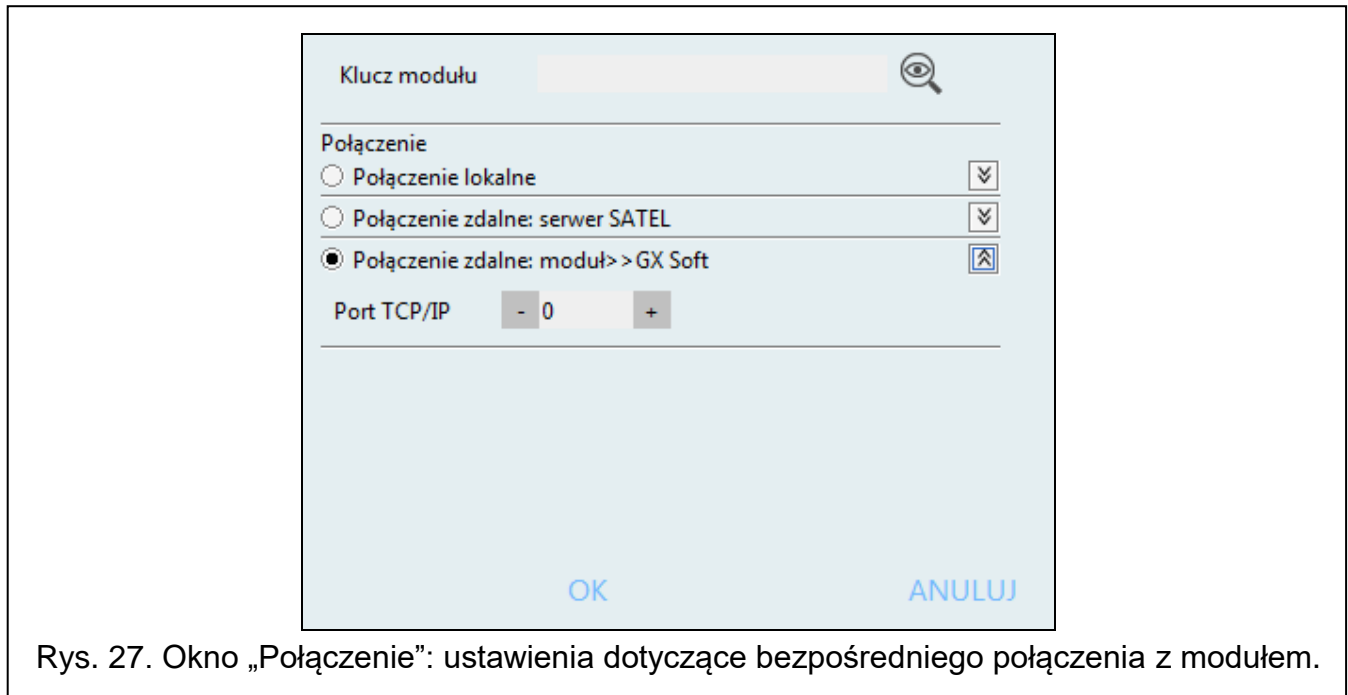 Klucz modułu
Połączenie
Połączenie lokalne
Połączenie zdalne: serwer SATEL
Połączenie zdalne: moduł>>GX Soft
Port TCP/IP - 0 +
OK ANULUJ
Rys. 27. Okno „Połączenie”: ustawienia dotyczące bezpośredniego połączenia z modułem.